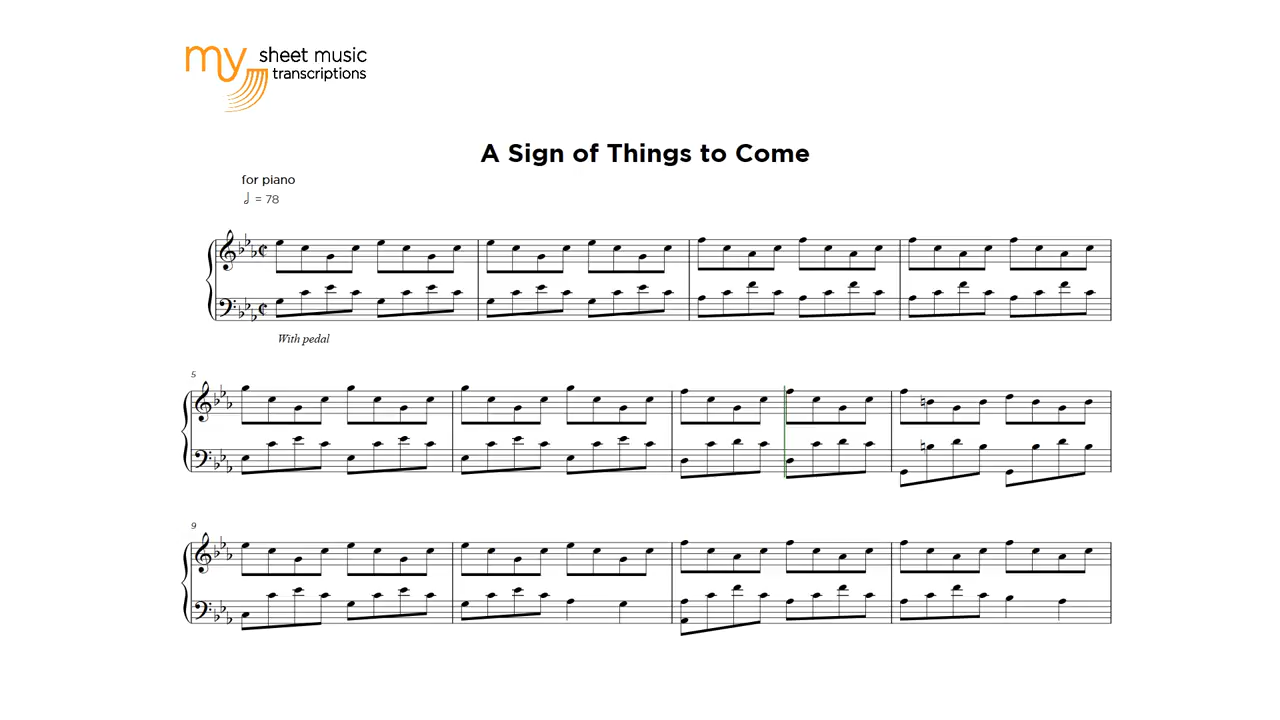 my sheet music
transcriptions
A Sign of Things to Come
for piano
= 78
With pedal
5
9